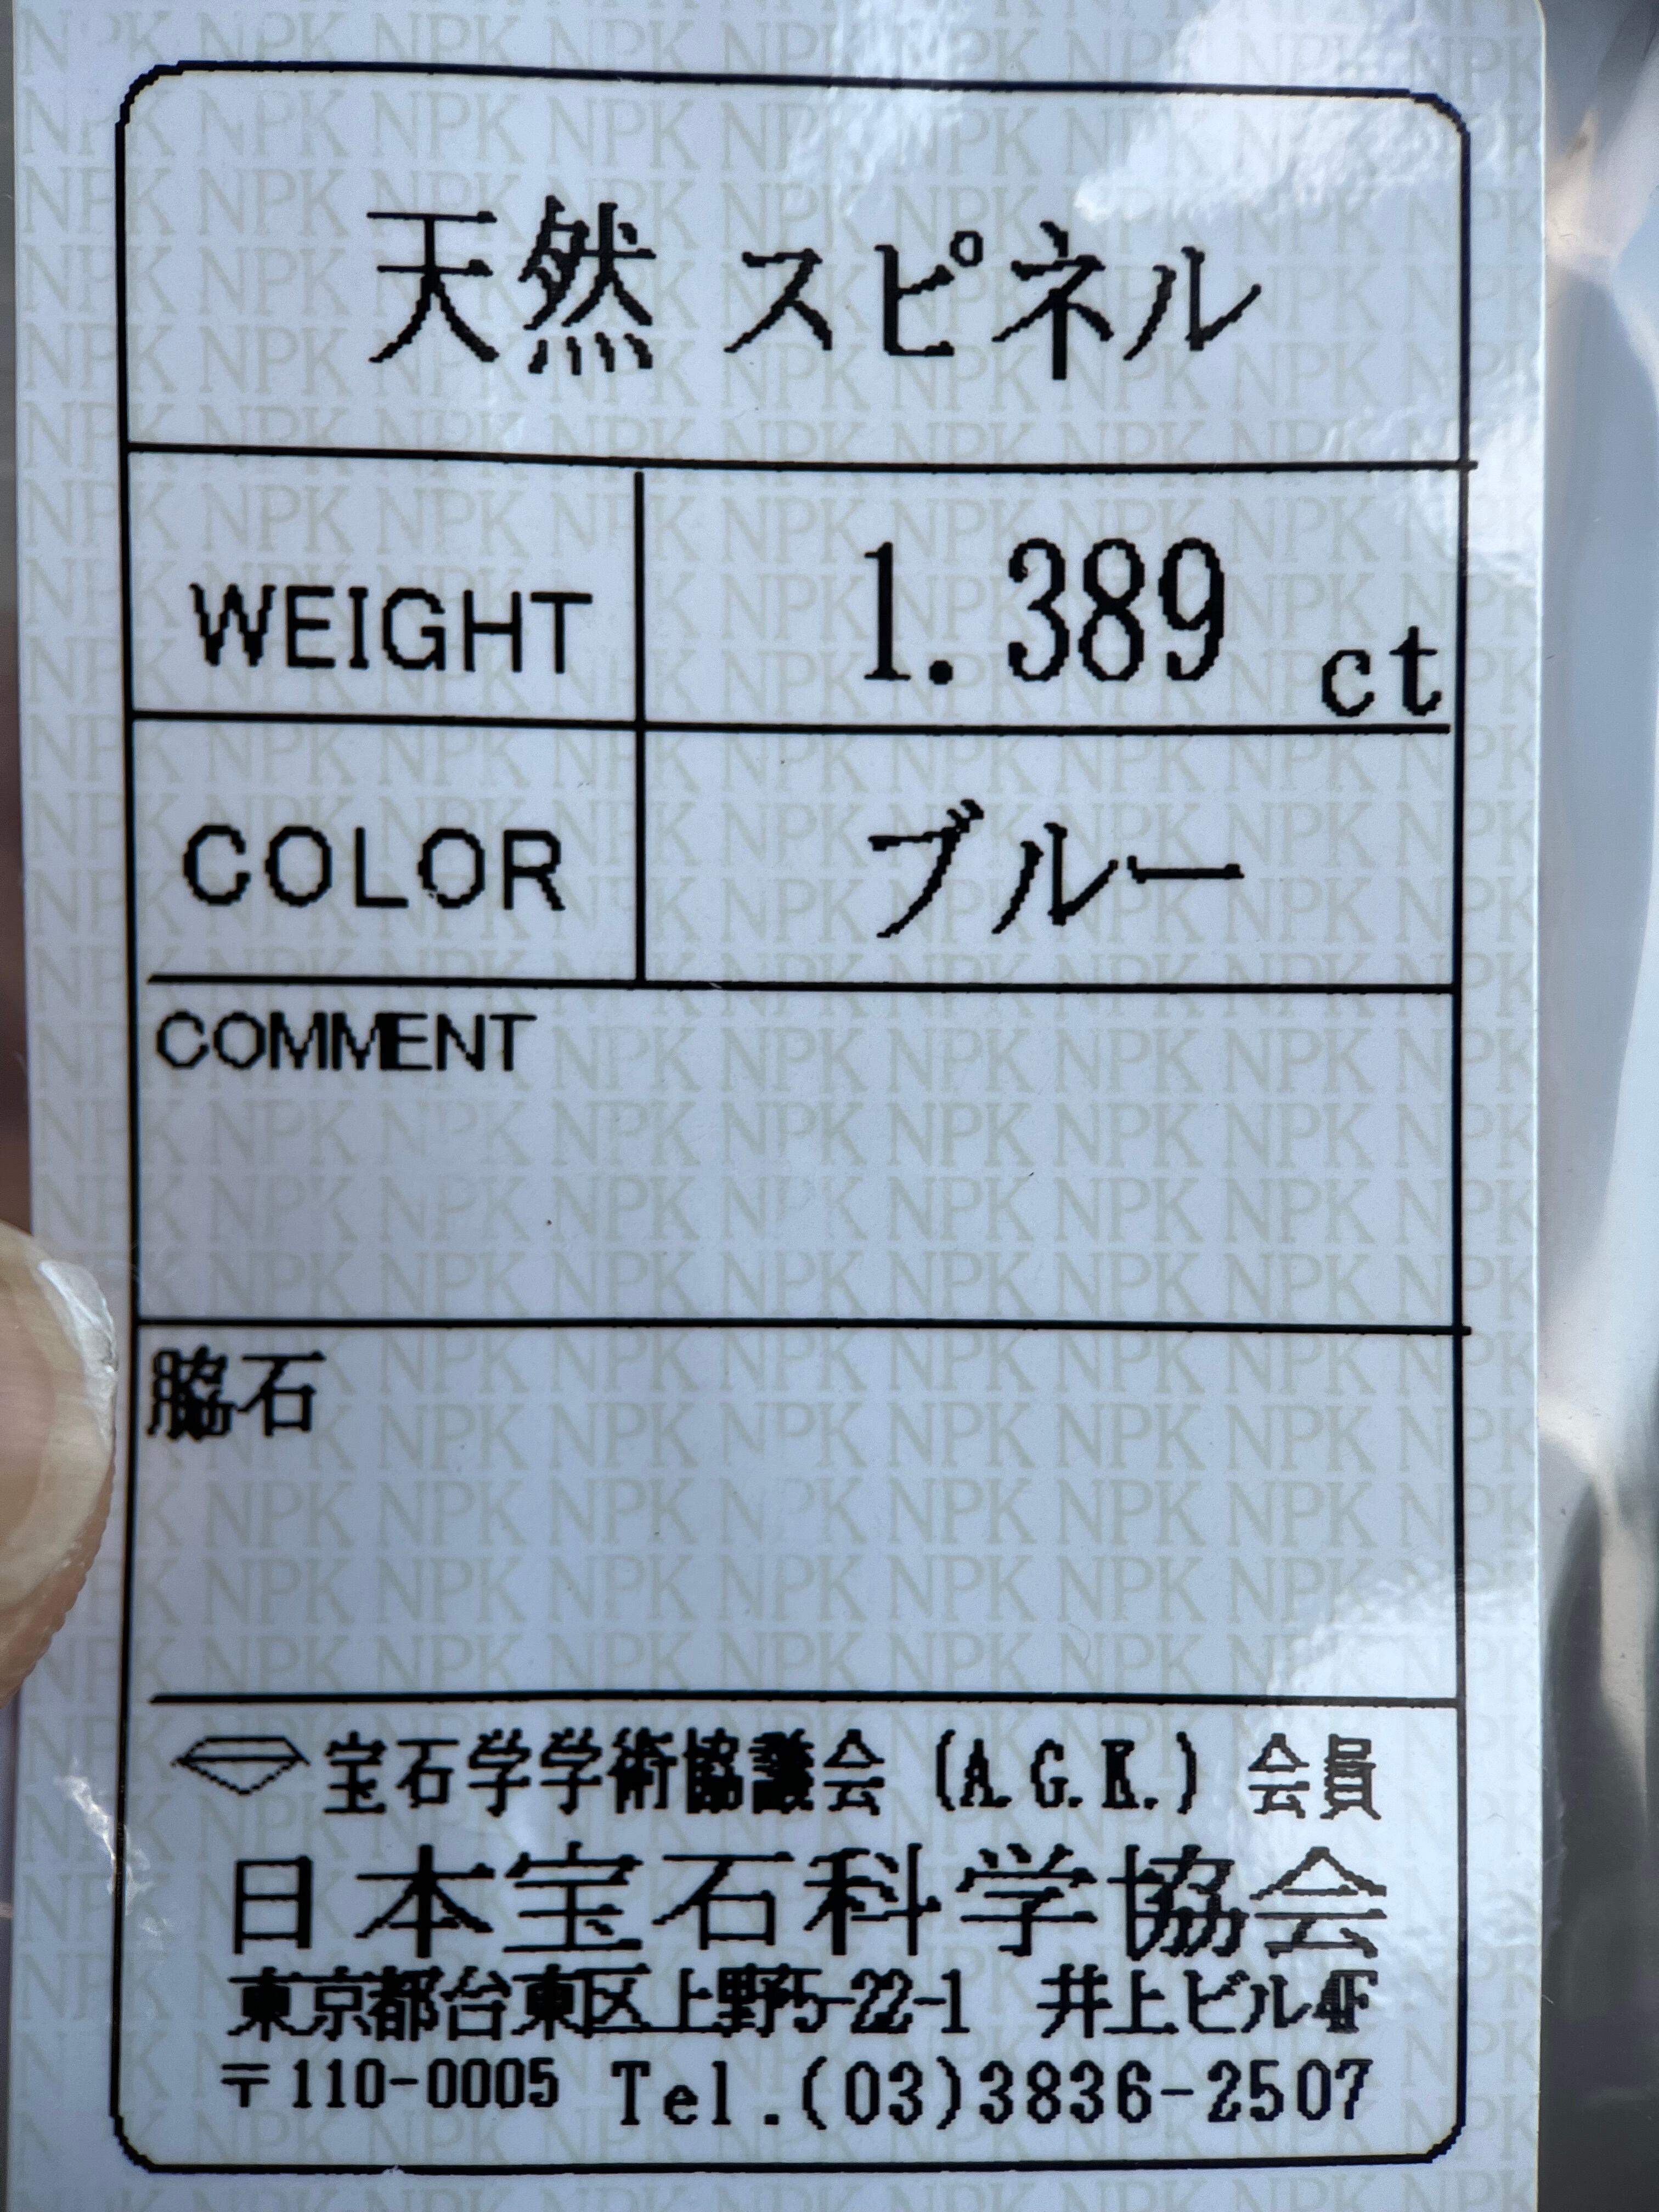 天然 スピネル
WEIGHT 1.389 ct
COLOR ブルー
COMMENT
脇石
宝石学学術協議会 (A.G.K.) 会員
日本宝石科学協会
東京都台東区上野5-22-1 井上ビル4F
〒110-0005 Tel.(03)3836-2507